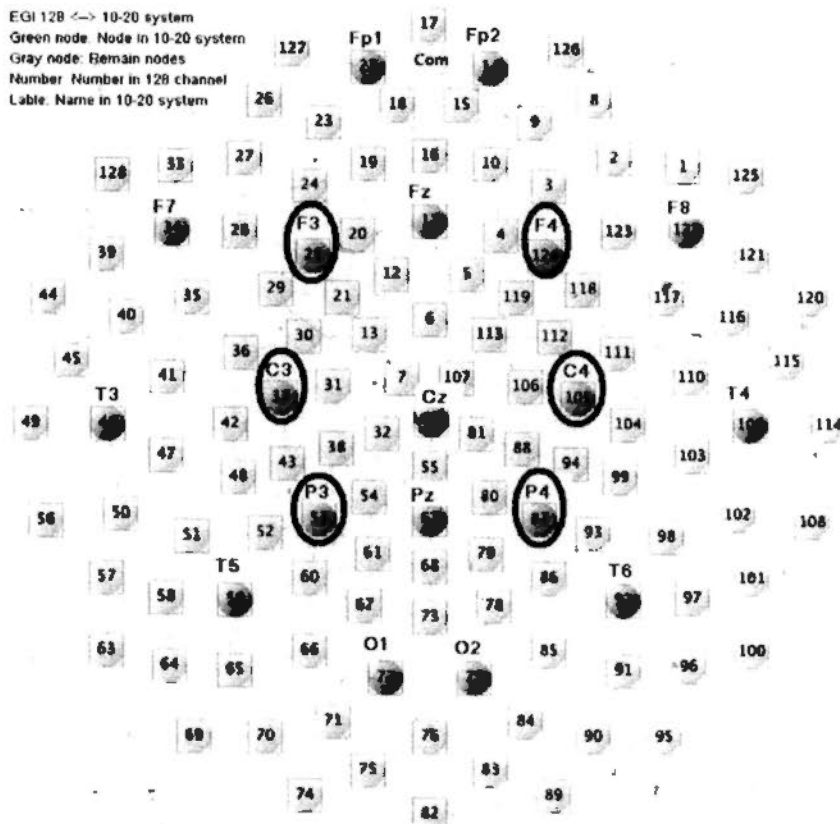 EGI 128 <--> 10-20 system
Green node: Node in 10-20 system
Gray node: Remain nodes
Number: Number in 128 channel
Lable: Name in 10-20 system
17
127 Fp1 Com Fp2 126
26 18 15 8
23 9
128 33 27 19 16 10 2 1 125
24 3
F7 F3 Fz F4 F8
28 20 4 123
39 121
12 5
44 40 35 29 21 119 118 117 116 120
6
30 13 113 112
45 36 111 115
41 C3 31 7 107 106 C4 110
T3 Cz T4
49 42 32 81 104 114
47 43 38 88 94 103
48 55 99
P3 54 Pz 80 P4
56 50 51 52 93 98 102 108
61 79
57 T5 60 68 86 T6 101
58 67 73 78 97
63 64 65 66 O1 O2 85 91 96 100
69 70 71 76 84 90 95
75 83
74 82 89